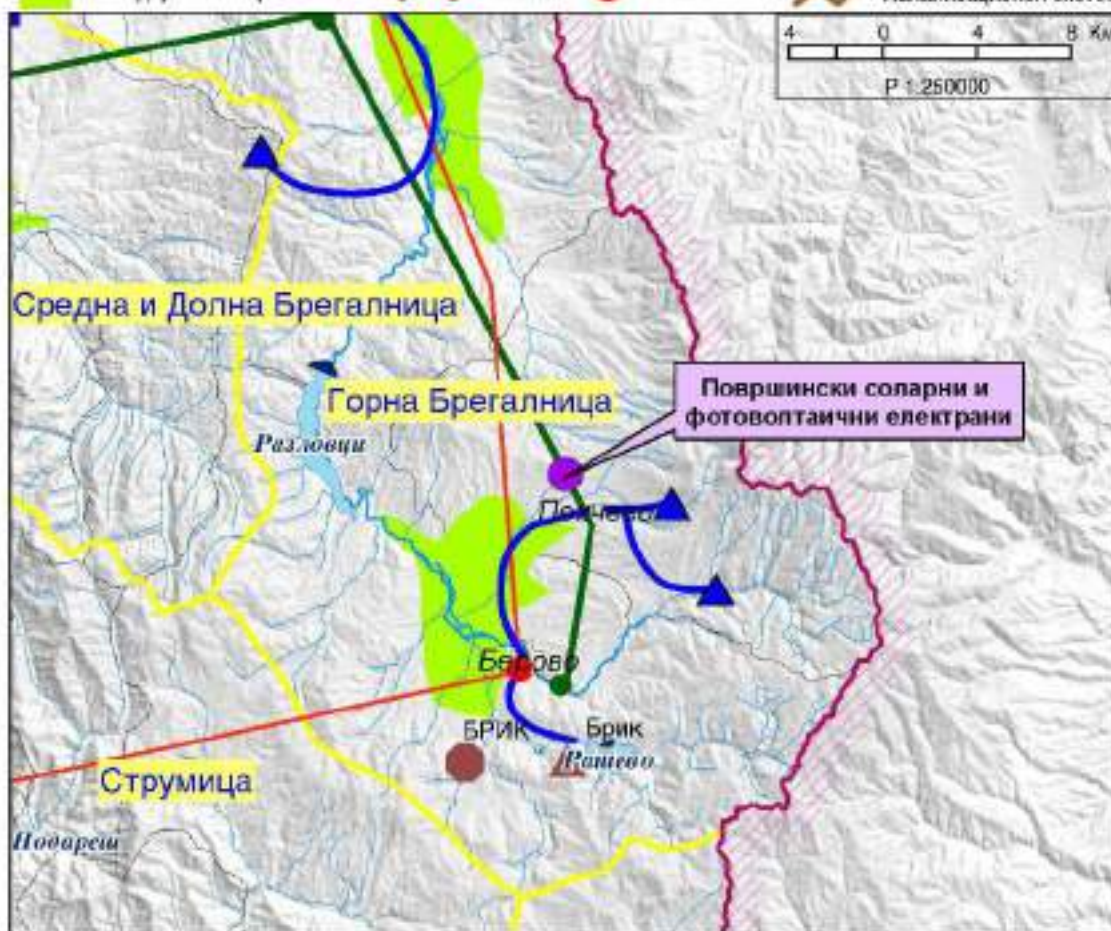 4 0 4 8 Км
Р 1:250000
Средна и Долна Брегалница
Горна Брегалница
Површински соларни и
фотоволтаични електрани
Разловци
Берово
БРИК
Брик
Рашево
Струмица